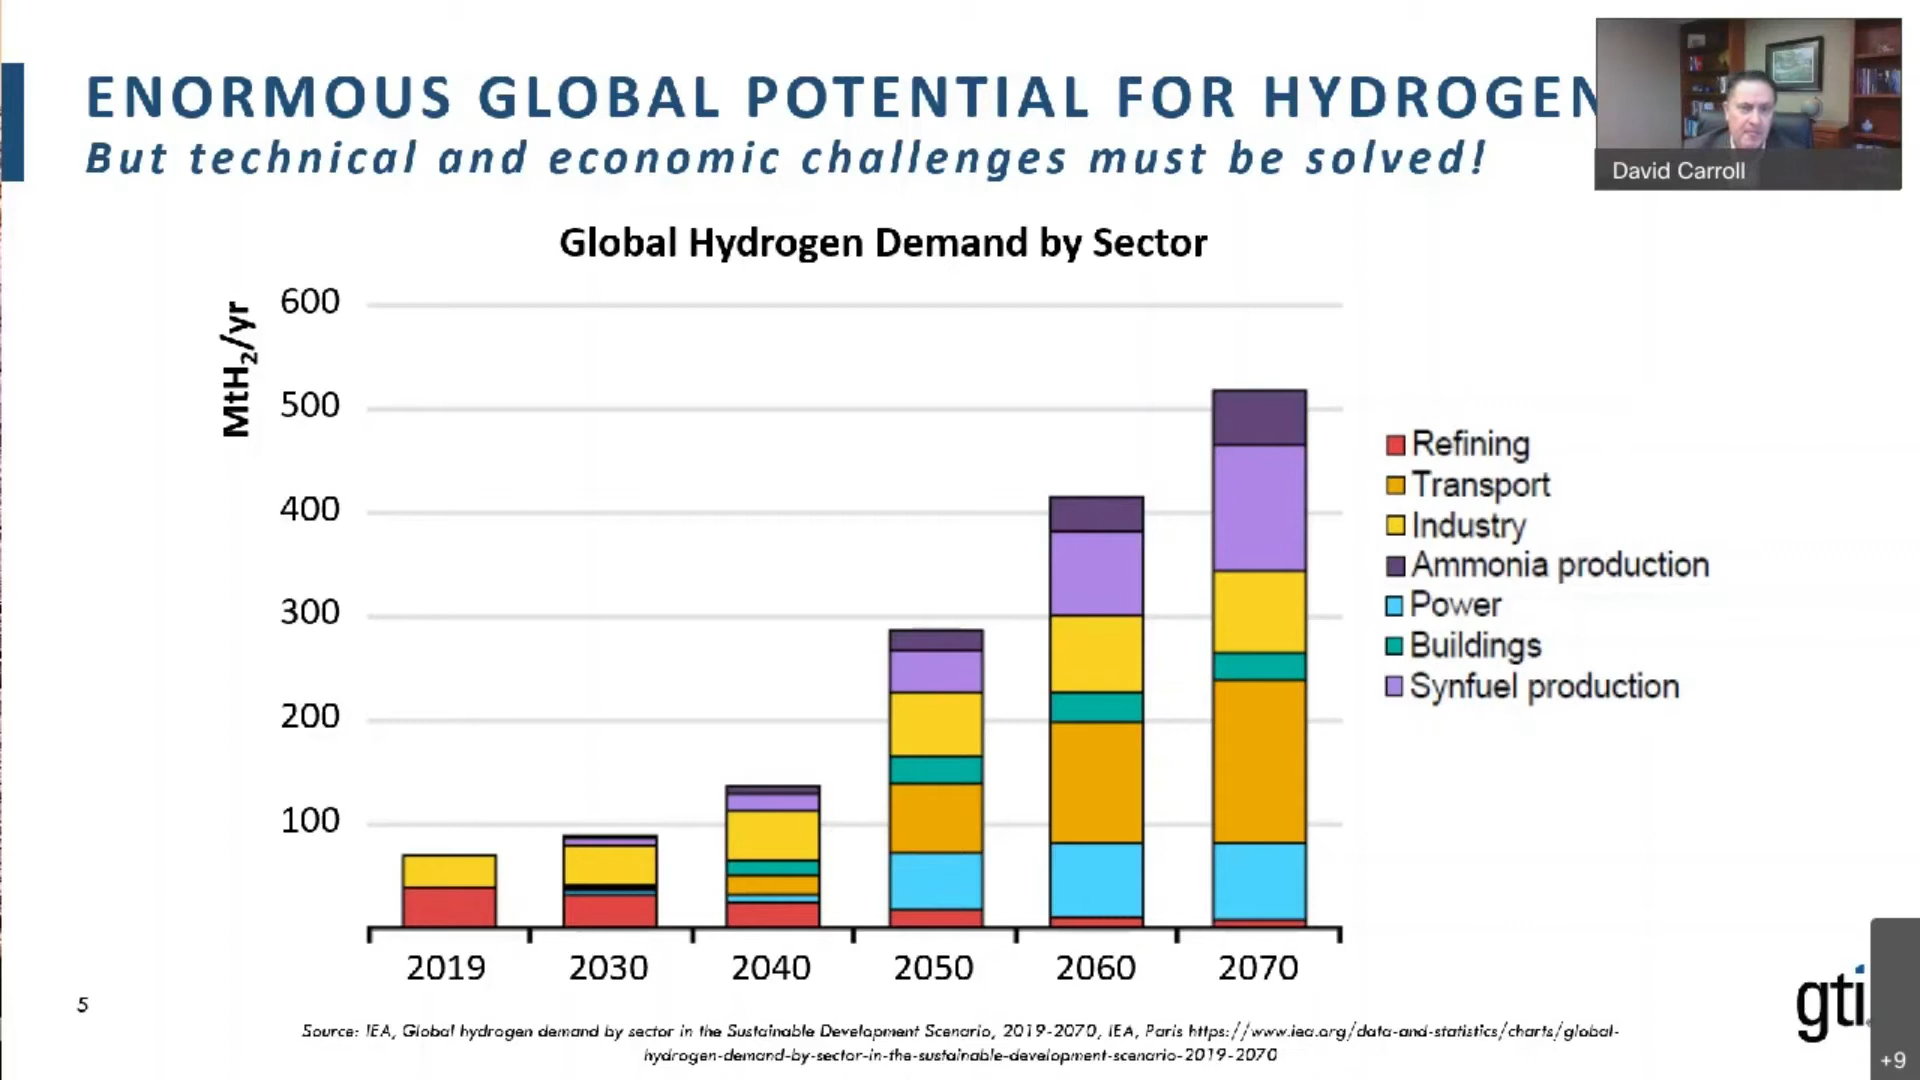 ENORMOUS GLOBAL POTENTIAL FOR HYDROGEN
But technical and economic challenges must be solved!
David Carroll
Global Hydrogen Demand by Sector
MtH₂/yr
600
500
400
300
200
100
2019 2030 2040 2050 2060 2070
Refining
Transport
Industry
Ammonia production
Power
Buildings
Synfuel production
5
Source: IEA, Global hydrogen demand by sector in the Sustainable Development Scenario, 2019-2070, IEA, Paris https://www.iea.org/data-and-statistics/charts/global-
hydrogen-demand-by-sector-in-the-sustainable-development-scenario-2019-2070
gti
+9